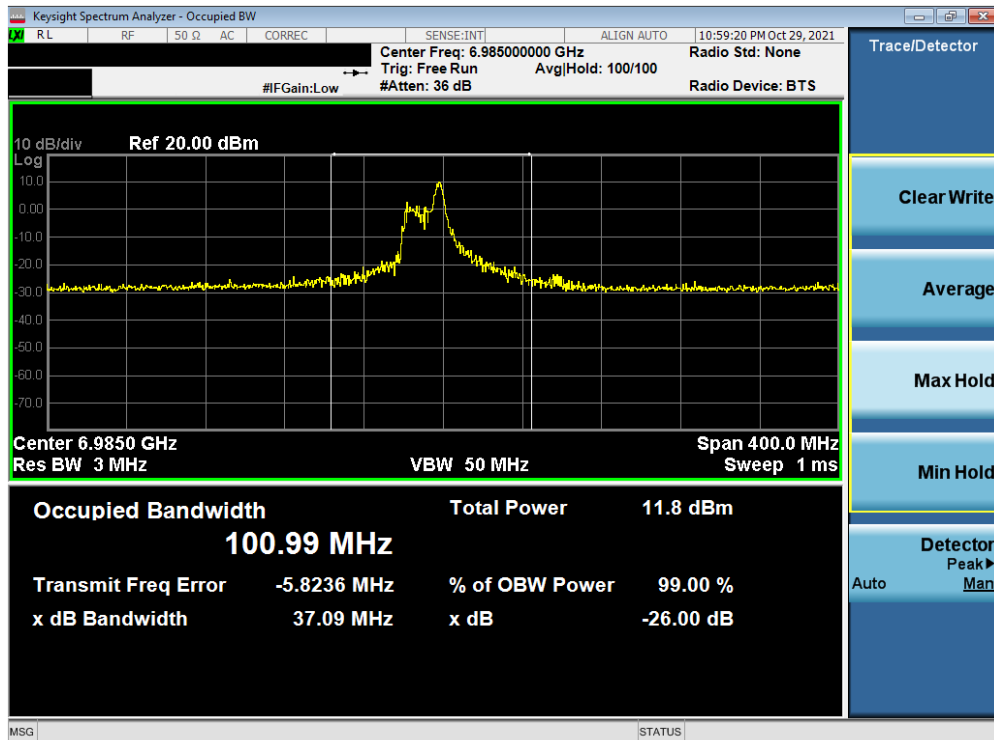 Keysight Spectrum Analyzer - Occupied BW
LXI RL RF 50 Ω AC CORREC SENSE:INT ALIGN AUTO 10:59:20 PM Oct 29, 2021
Center Freq: 6.985000000 GHz Radio Std: None
Trig: Free Run Avg|Hold: 100/100
#IFGain:Low #Atten: 36 dB Radio Device: BTS
10 dB/div Ref 20.00 dBm
Log
10.0
0.00
-10.0
-20.0
-30.0
-40.0
-50.0
-60.0
-70.0
Center 6.9850 GHz Span 400.0 MHz
Res BW 3 MHz VBW 50 MHz Sweep 1 ms
Occupied Bandwidth Total Power 11.8 dBm
100.99 MHz
Transmit Freq Error -5.8236 MHz % of OBW Power 99.00 %
x dB Bandwidth 37.09 MHz x dB -26.00 dB
MSG STATUS
Trace/Detector
Clear Write
Average
Max Hold
Min Hold
Detector
Peak▶
Auto Man